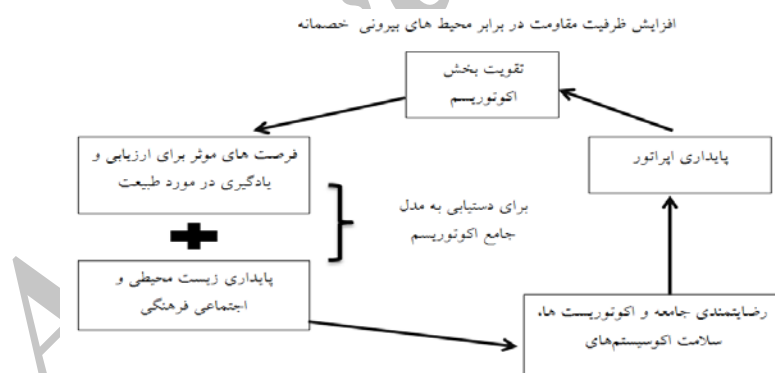 افزایش ظرفیت مقاومت در برابر محیط های بیرونی خصمانه
تقویت بخش
اکوتوریسم
فرصت های موثر برای ارزیابی و
یادگیری در مورد طبیعت
پایداری اپراتور
برای دستیابی به مدل
جامع اکوتوریسم
پایداری زیست محیطی و
اجتماعی فرهنگی
رضایتمندی جامعه و اکوتوریست ها،
سلامت اکوسیستم‌های